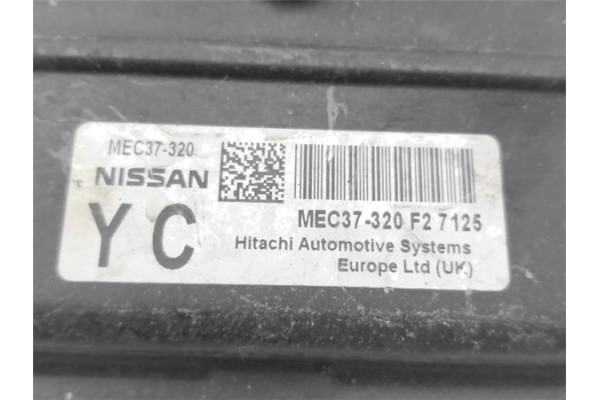 MEC37-320
NISSAN
YC
MEC37-320 F2 7125
Hitachi Automotive Systems
Europe Ltd (UK)